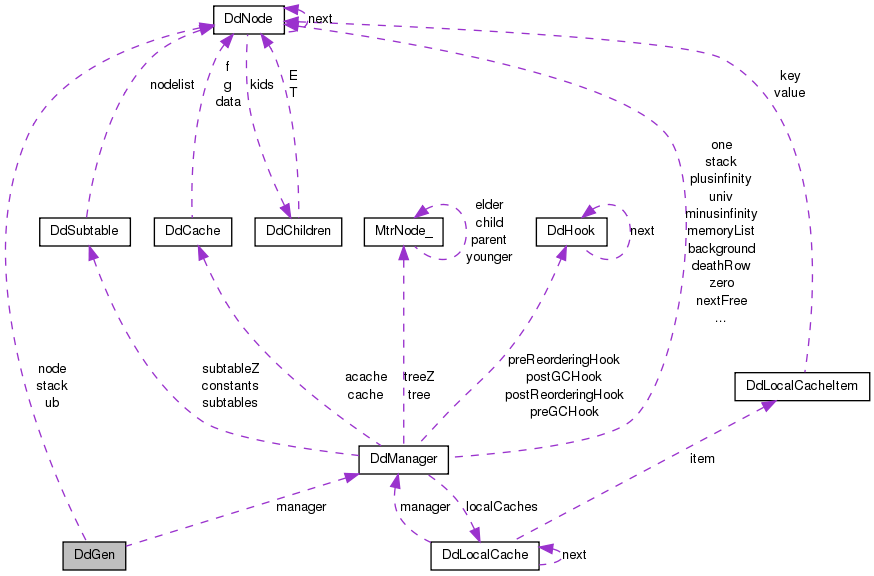 DdNode
next
key
value
nodelist
f
g
data
kids
E
T
one
stack
plusinfinity
univ
minusinfinity
memoryList
background
deathRow
zero
nextFree
...
DdSubtable
DdCache
DdChildren
MtrNode_
elder
child
parent
younger
DdHook
next
node
stack
ub
subtableZ
constants
subtables
acache
cache
treeZ
tree
preReorderingHook
postGCHook
postReorderingHook
preGCHook
DdLocalCacheItem
DdManager
item
manager
manager
localCaches
DdGen
DdLocalCache
next